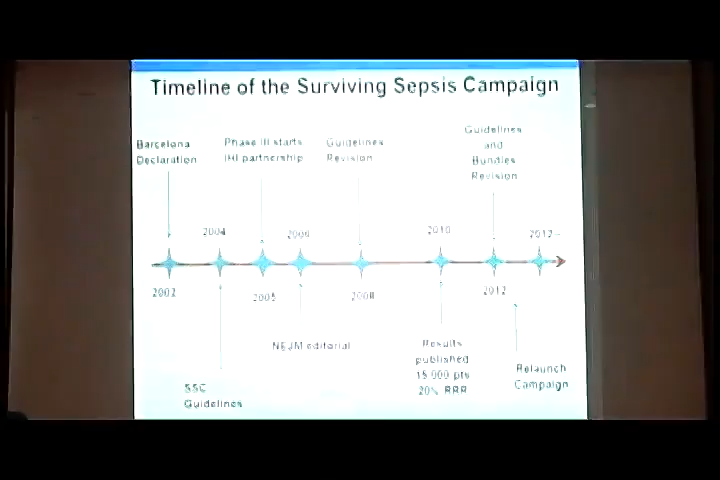 Timeline of the Surviving Sepsis Campaign
Barcelona
Declaration
Phase III starts
IHI partnership
Guidelines
Revision
Guidelines
and
Bundles
Revision
2004
2006
2010
2012–
2002
2005
2008
2012
NEJM editorial
SSC
Guidelines
Results
published
15 000 pts
20% RRR
Relaunch
Campaign